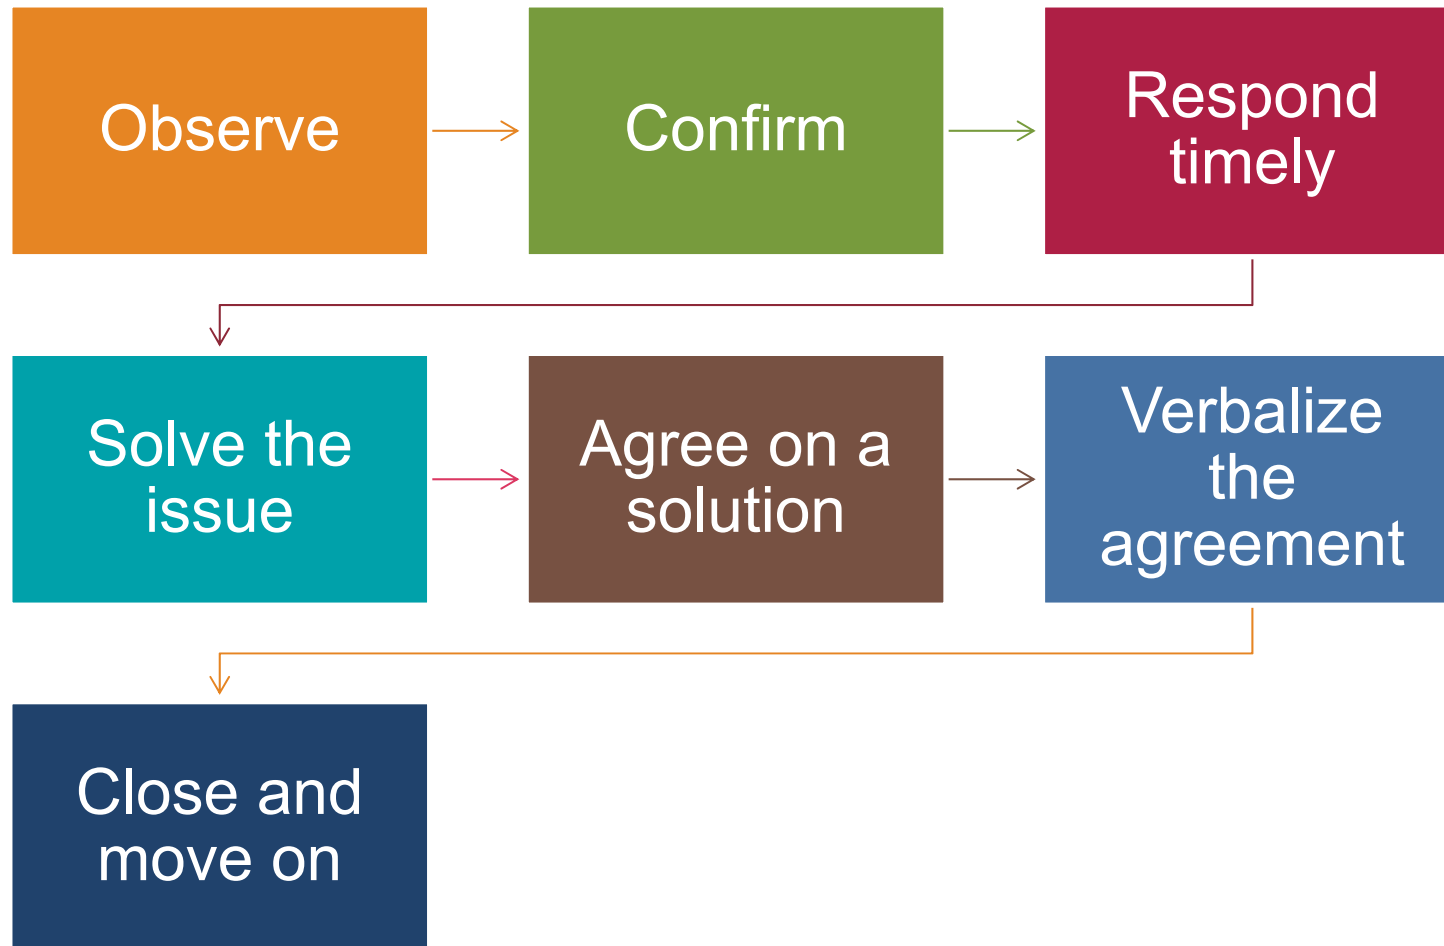 Observe
Confirm
Respond
timely
Solve the
issue
Agree on a
solution
Verbalize
the
agreement
Close and
move on